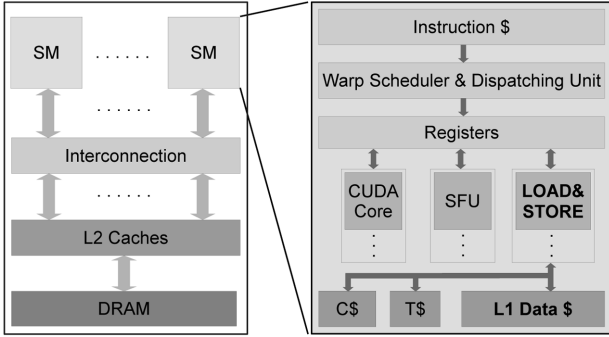 SM
. . . . . .
SM
. . . . . .
Interconnection
. . . . . .
L2 Caches
DRAM
Instruction $
Warp Scheduler & Dispatching Unit
Registers
CUDA
Core
SFU
LOAD&
STORE
C$
T$
L1 Data $